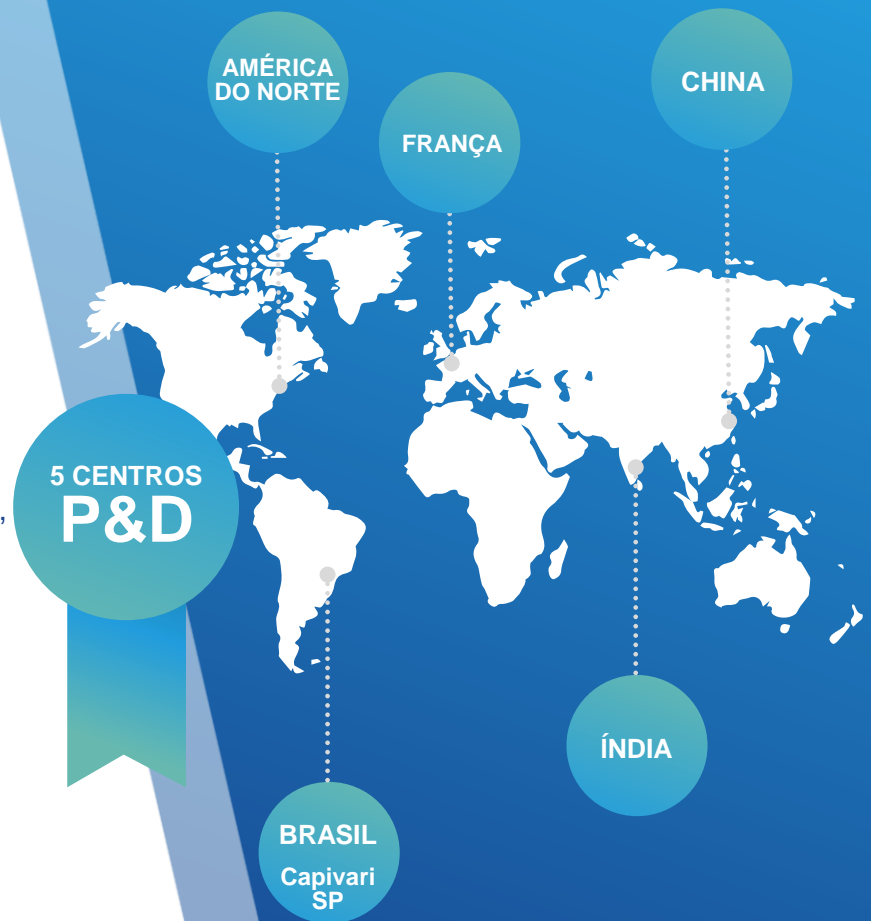 AMÉRICA
DO NORTE
FRANÇA
CHINA
5 CENTROS
P&D
,
ÍNDIA
BRASIL
Capivari
SP